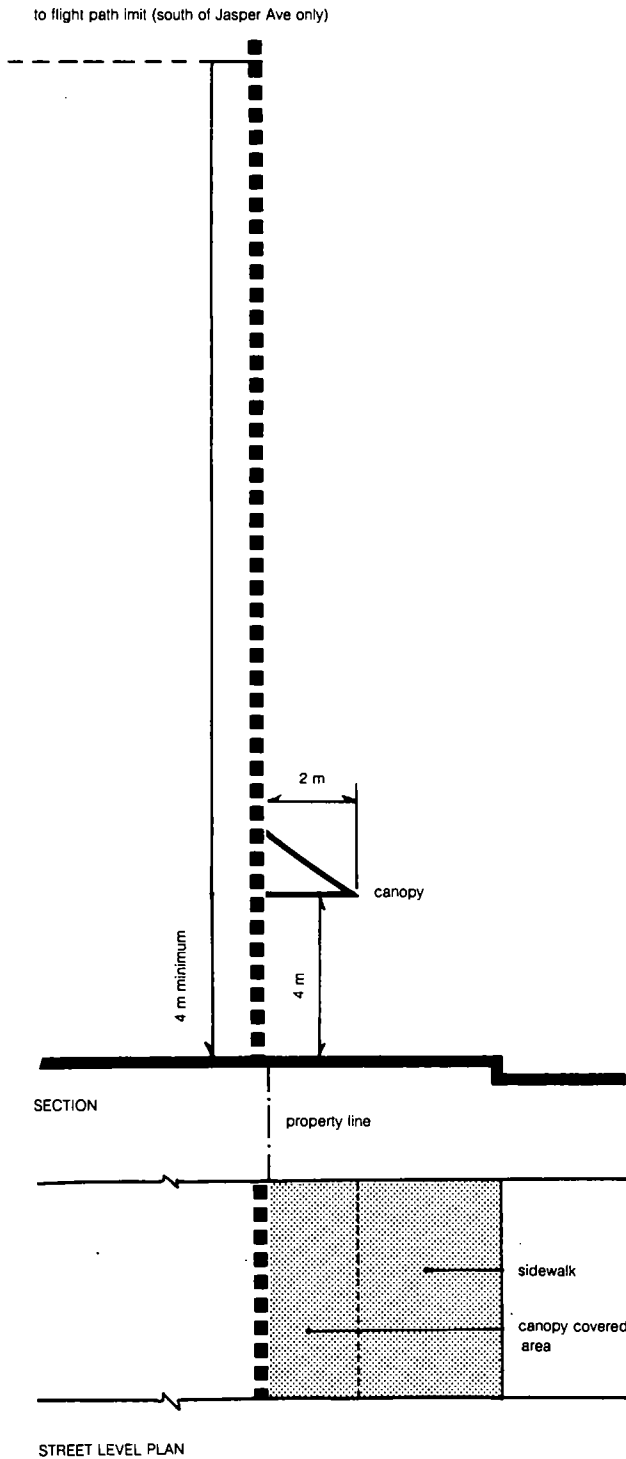 to flight path imit (south of Jasper Ave only)
2 m
canopy
4 m minimum
4 m
SECTION
property line
sidewalk
canopy covered
area
STREET LEVEL PLAN